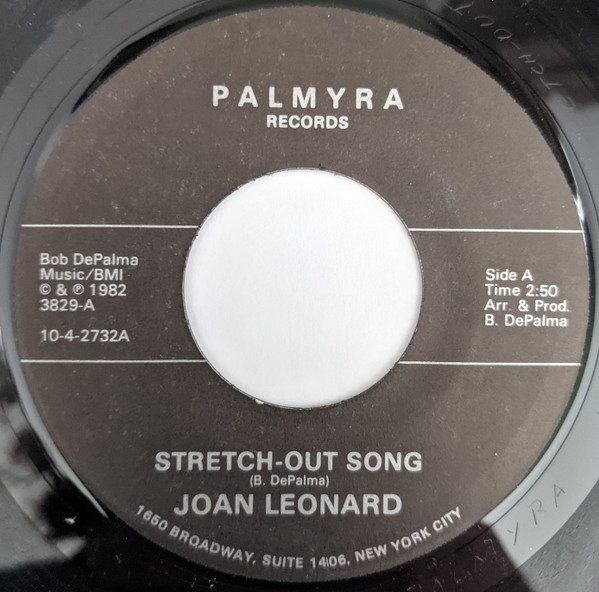 PALMYRA
RECORDS
Bob DePalma
Music/BMI
© & ℗ 1982
3829-A
10-4-2732A
Side A
Time 2:50
Arr. & Prod.
B. DePalma
STRETCH-OUT SONG
(B. DePalma)
JOAN LEONARD
1650 BROADWAY, SUITE 1406, NEW YORK CITY